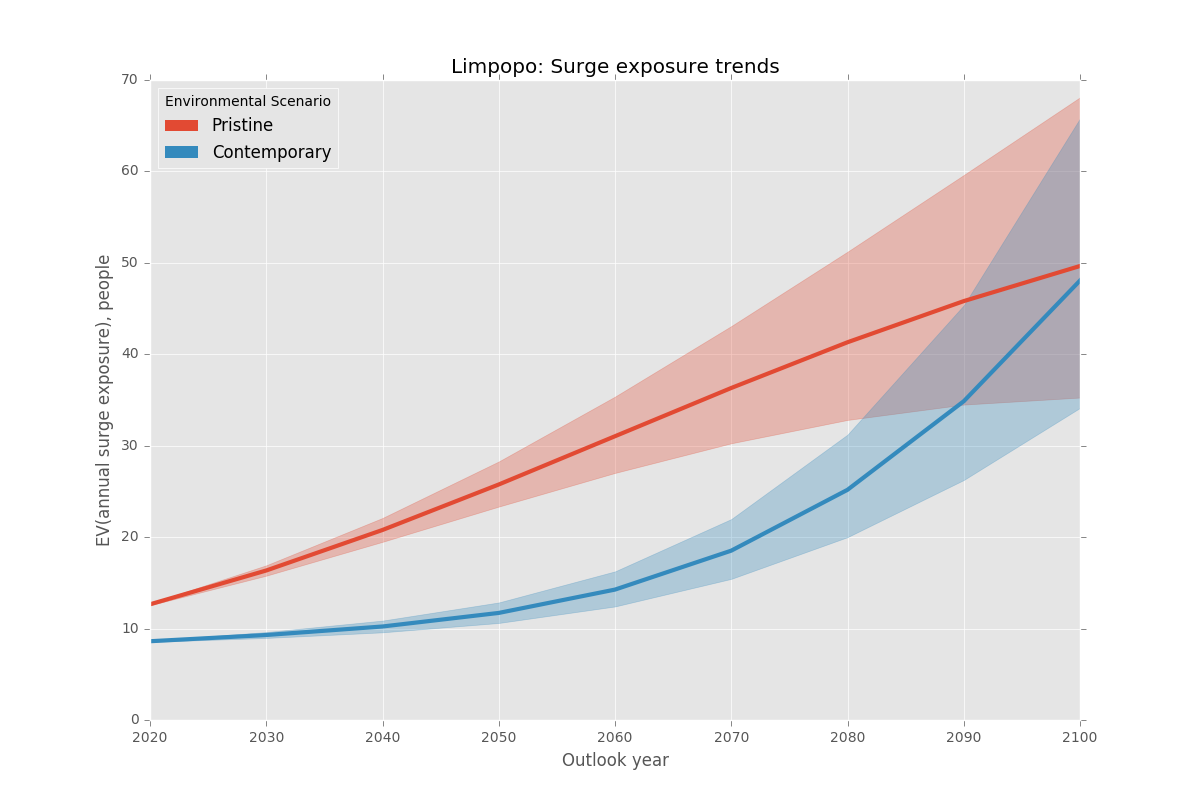 Limpopo: Surge exposure trends
Environmental Scenario
Pristine
Contemporary
EV(annual surge exposure), people
70
60
50
40
30
20
10
0
2020 2030 2040 2050 2060 2070 2080 2090 2100
Outlook year